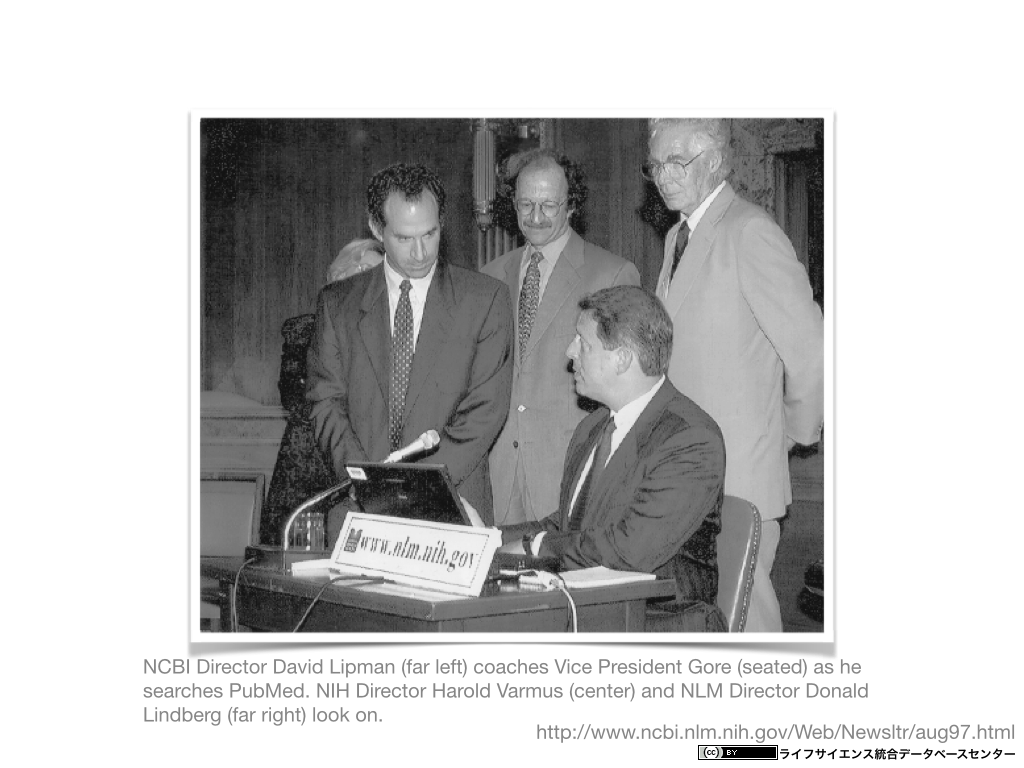 www.nlm.nih.gov
NCBI Director David Lipman (far left) coaches Vice President Gore (seated) as he
searches PubMed. NIH Director Harold Varmus (center) and NLM Director Donald
Lindberg (far right) look on.
http://www.ncbi.nlm.nih.gov/Web/Newsltr/aug97.html
cc BY ライフサイエンス統合データベースセンター